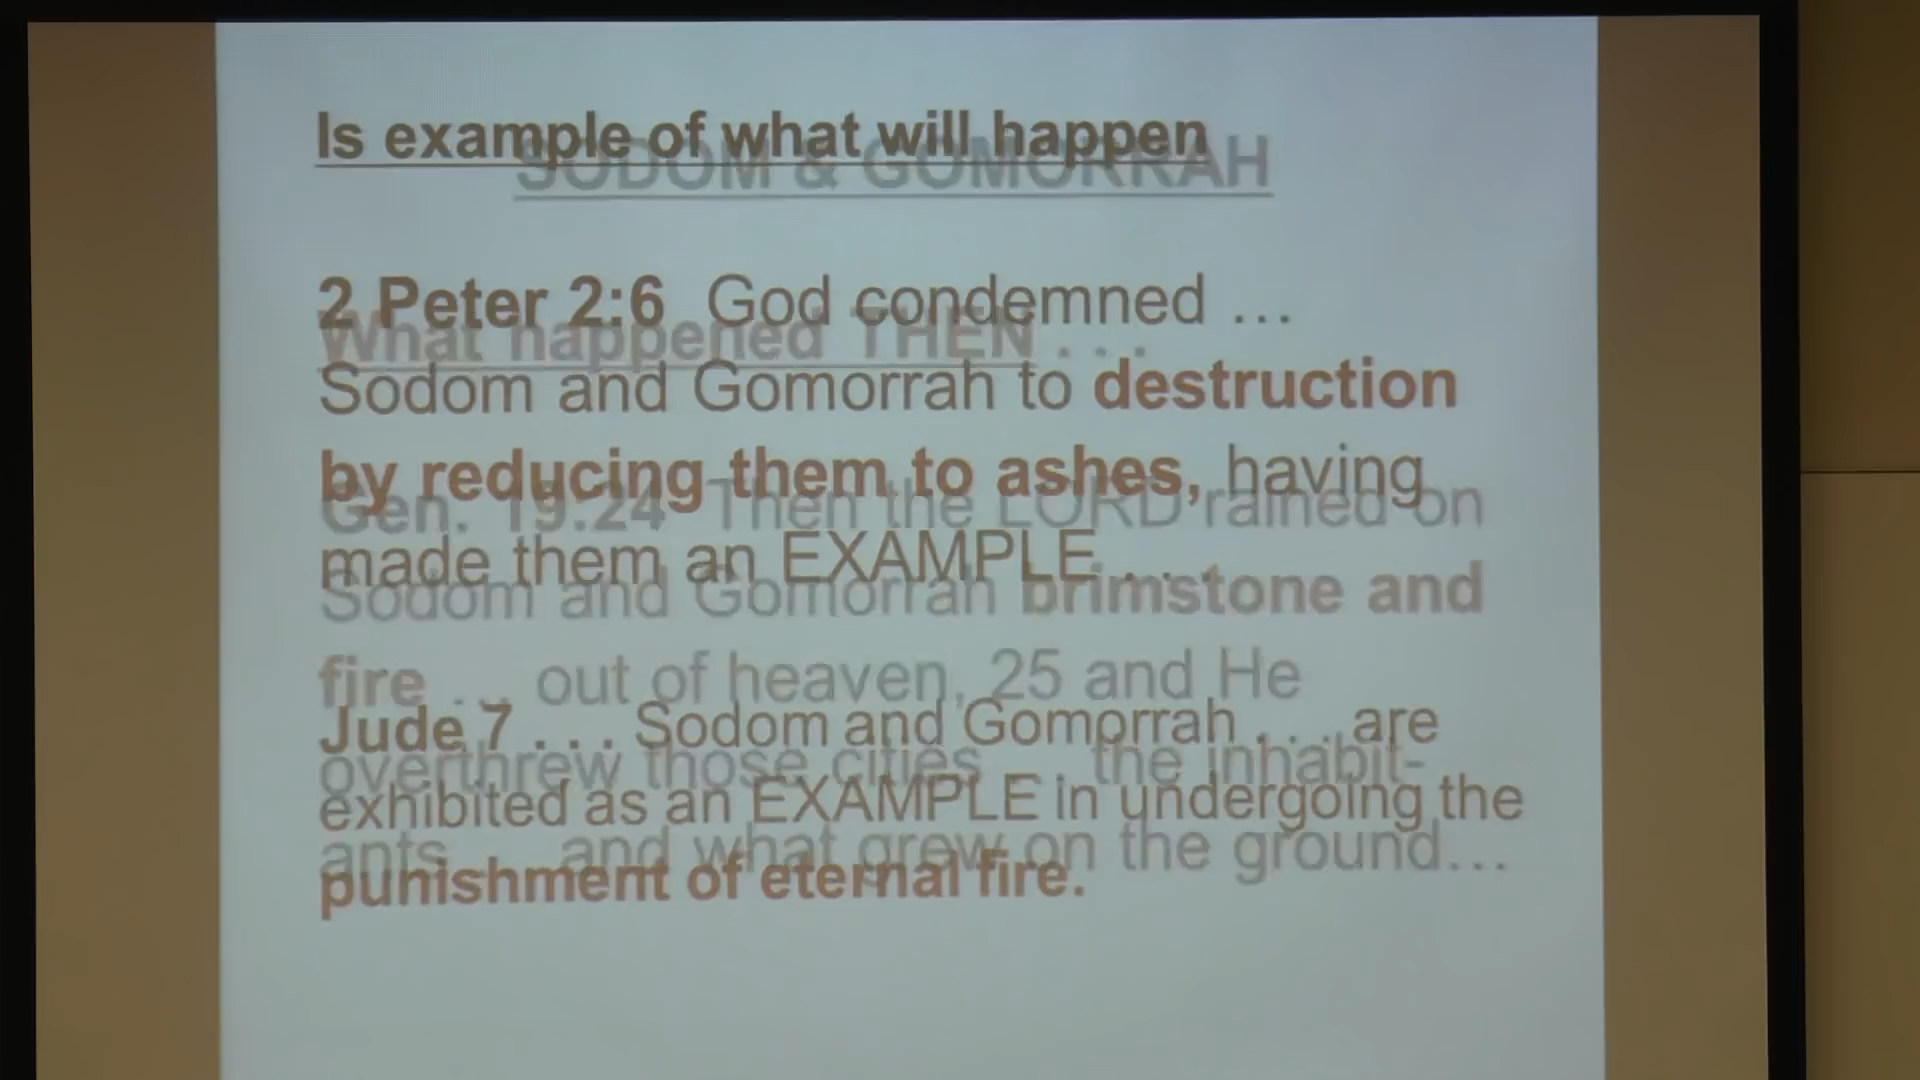 Is example of what will happen
SODOM & GOMORRAH
2 Peter 2:6 God condemned ...
What happened THEN . . .
Sodom and Gomorrah to destruction
by reducing them to ashes, having
Gen. 19:24 Then the LORD rained on
made them an EXAMPLE . . .
Sodom and Gomorrah brimstone and
fire ... out of heaven, 25 and He
Jude 7 . . . Sodom and Gomorrah . . . are
overthrew those cities ... the inhabit-
exhibited as an EXAMPLE in undergoing the
ants ... and what grew on the ground...
punishment of eternal fire.